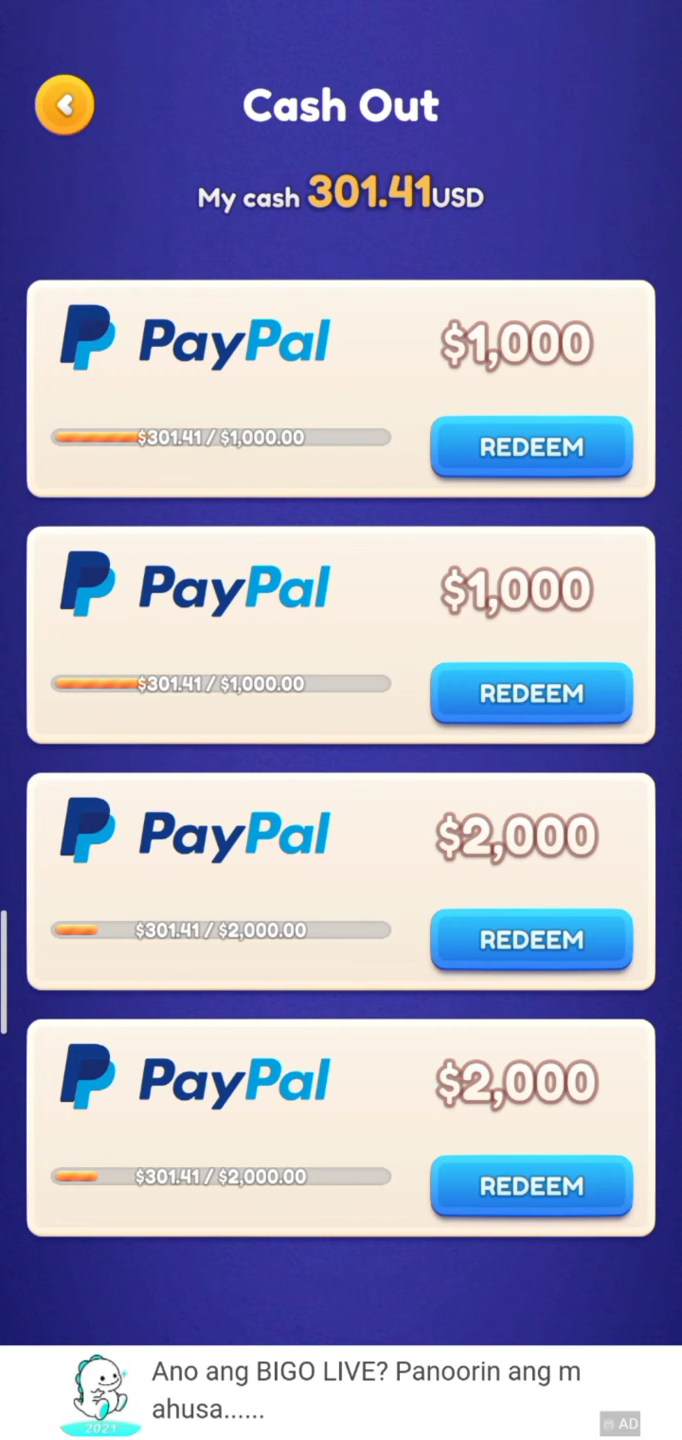 Cash Out
My cash 301.41USD
PayPal $1,000
$301.41 / $1,000.00 REDEEM
PayPal $1,000
$301.41 / $1,000.00 REDEEM
PayPal $2,000
$301.41 / $2,000.00 REDEEM
PayPal $2,000
$301.41 / $2,000.00 REDEEM
Ano ang BIGO LIVE? Panoorin ang m
ahusa......
2021
AD